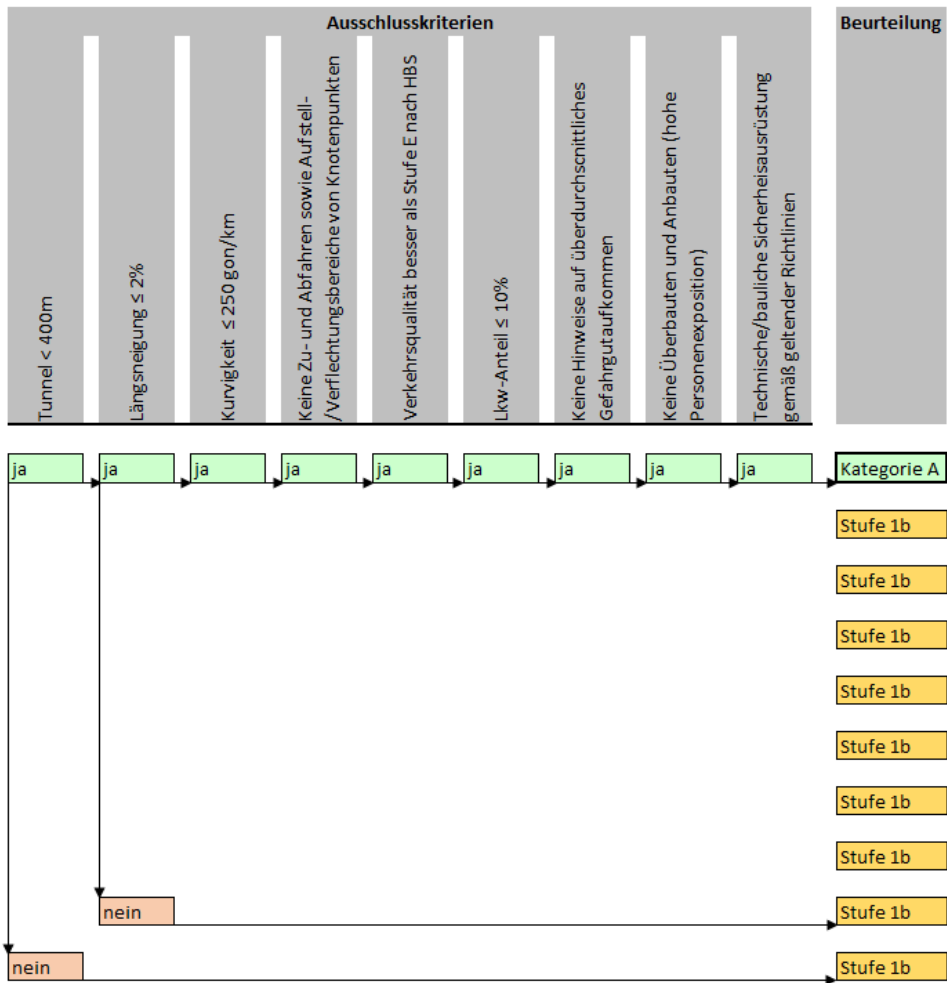 Ausschlusskriterien
Beurteilung
Tunnel < 400m
Längsneigung ≤ 2%
Kurvigkeit ≤ 250 gon/km
Keine Zu- und Abfahren sowie Aufstell-
/Verflechtungsbereiche von Knotenpunkten
Verkehrsqualität besser als Stufe E nach HBS
Lkw-Anteil ≤ 10%
Keine Hinweise auf überdurchscnittliches
Gefahrgutaufkommen
Keine Überbauten und Anbauten (hohe
Personenexposition)
Technische/bauliche Sicherheisausrüstung
gemäß geltender Richtlinien
ja ja ja ja ja ja ja ja ja Kategorie A
Stufe 1b
Stufe 1b
Stufe 1b
Stufe 1b
Stufe 1b
Stufe 1b
Stufe 1b
nein Stufe 1b
nein Stufe 1b